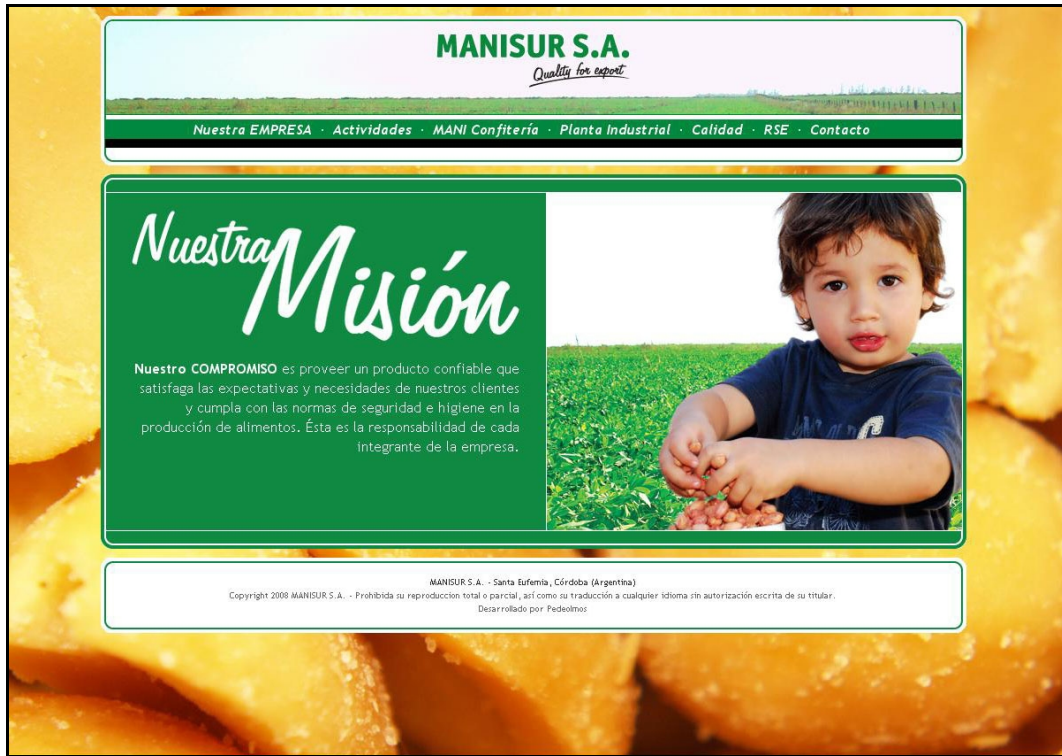 MANISUR S.A.
Quality for export
Nuestra EMPRESA · Actividades · MANI Confitería · Planta Industrial · Calidad · RSE · Contacto
Nuestra
Misión
Nuestro COMPROMISO es proveer un producto confiable que
satisfaga las expectativas y necesidades de nuestros clientes
y cumpla con las normas de seguridad e higiene en la
producción de alimentos. Ésta es la responsabilidad de cada
integrante de la empresa.
MANISUR S.A. - Santa Eufemia, Córdoba (Argentina)
Copyright 2008 MANISUR S.A. - Prohibida su reproduccion total o parcial, así como su traducción a cualquier idioma sin autorización escrita de su titular.
Desarrollado por Pedeolmos